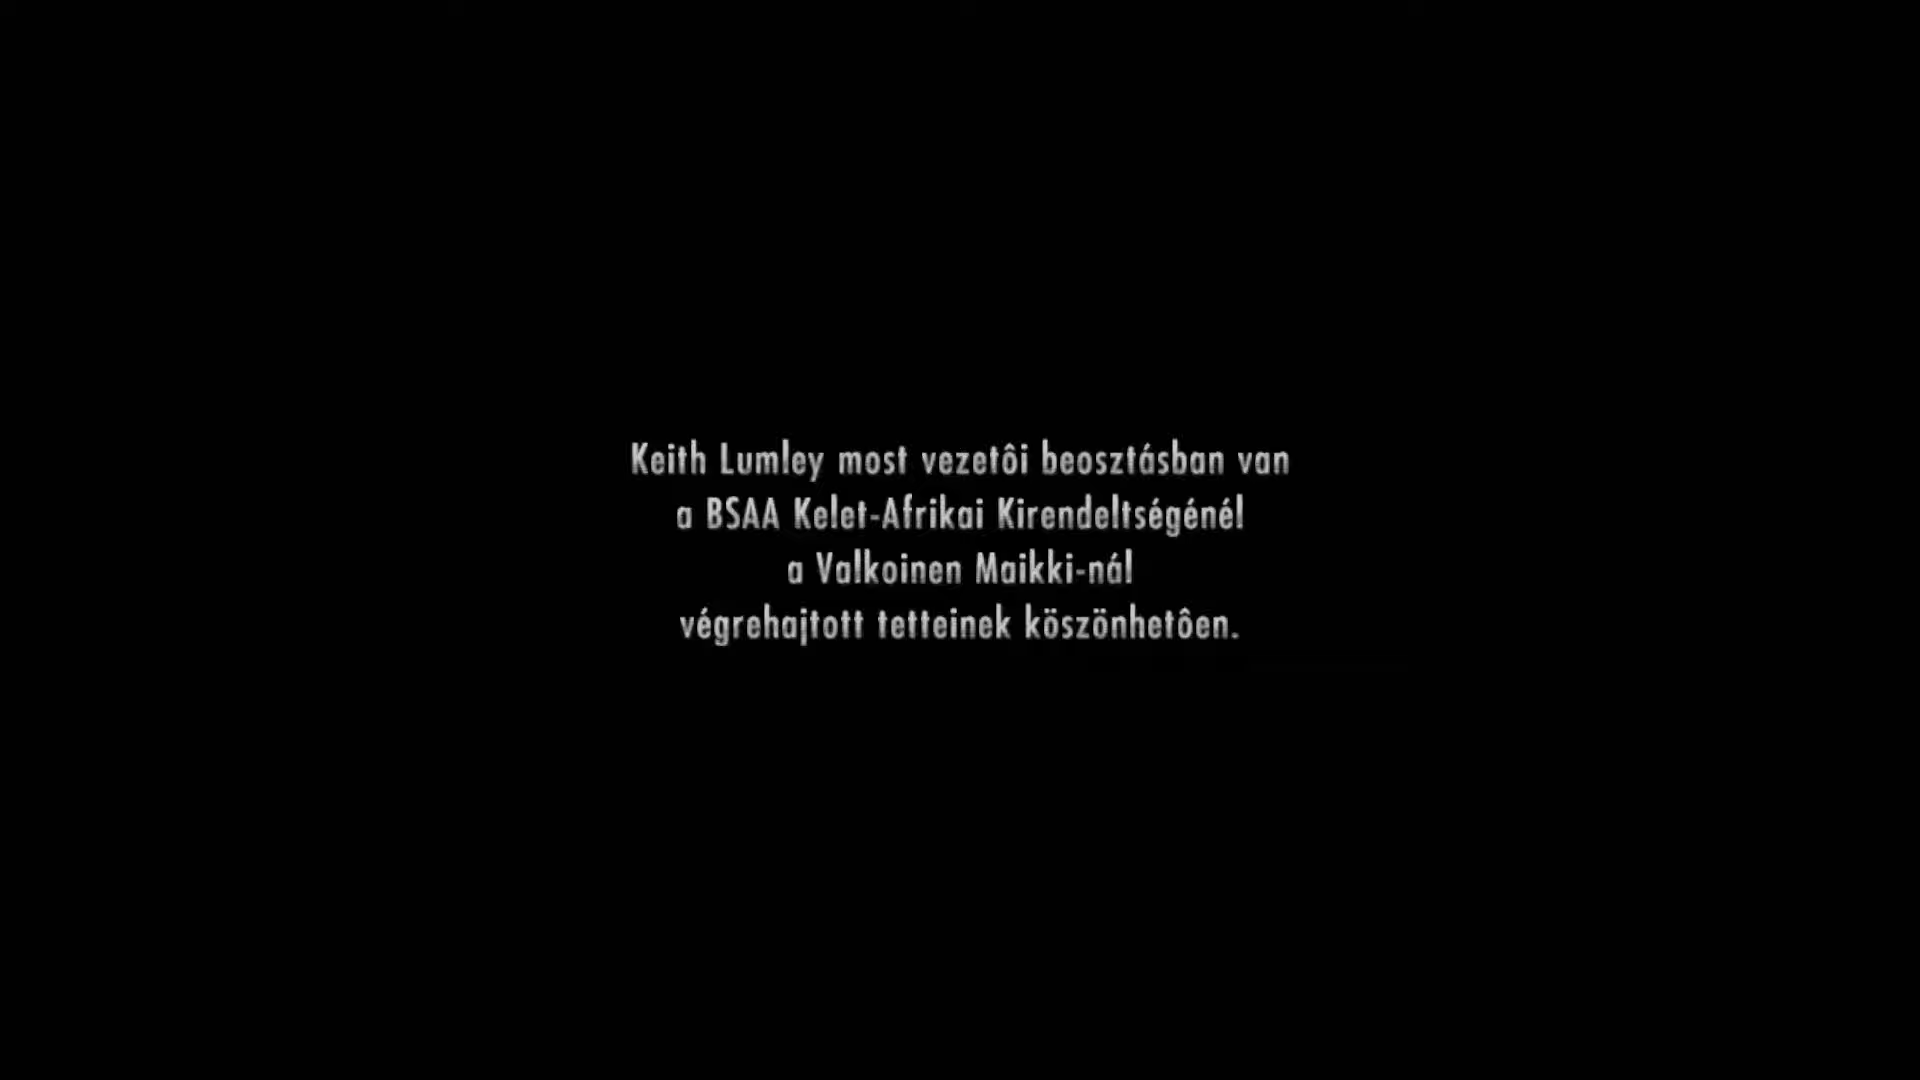 Keith Lumley most vezetôi beosztásban van
a BSAA Kelet-Afrikai Kirendeltségénél
a Valkoinen Maikki-nál
végrehajtott tetteinek köszönhetôen.